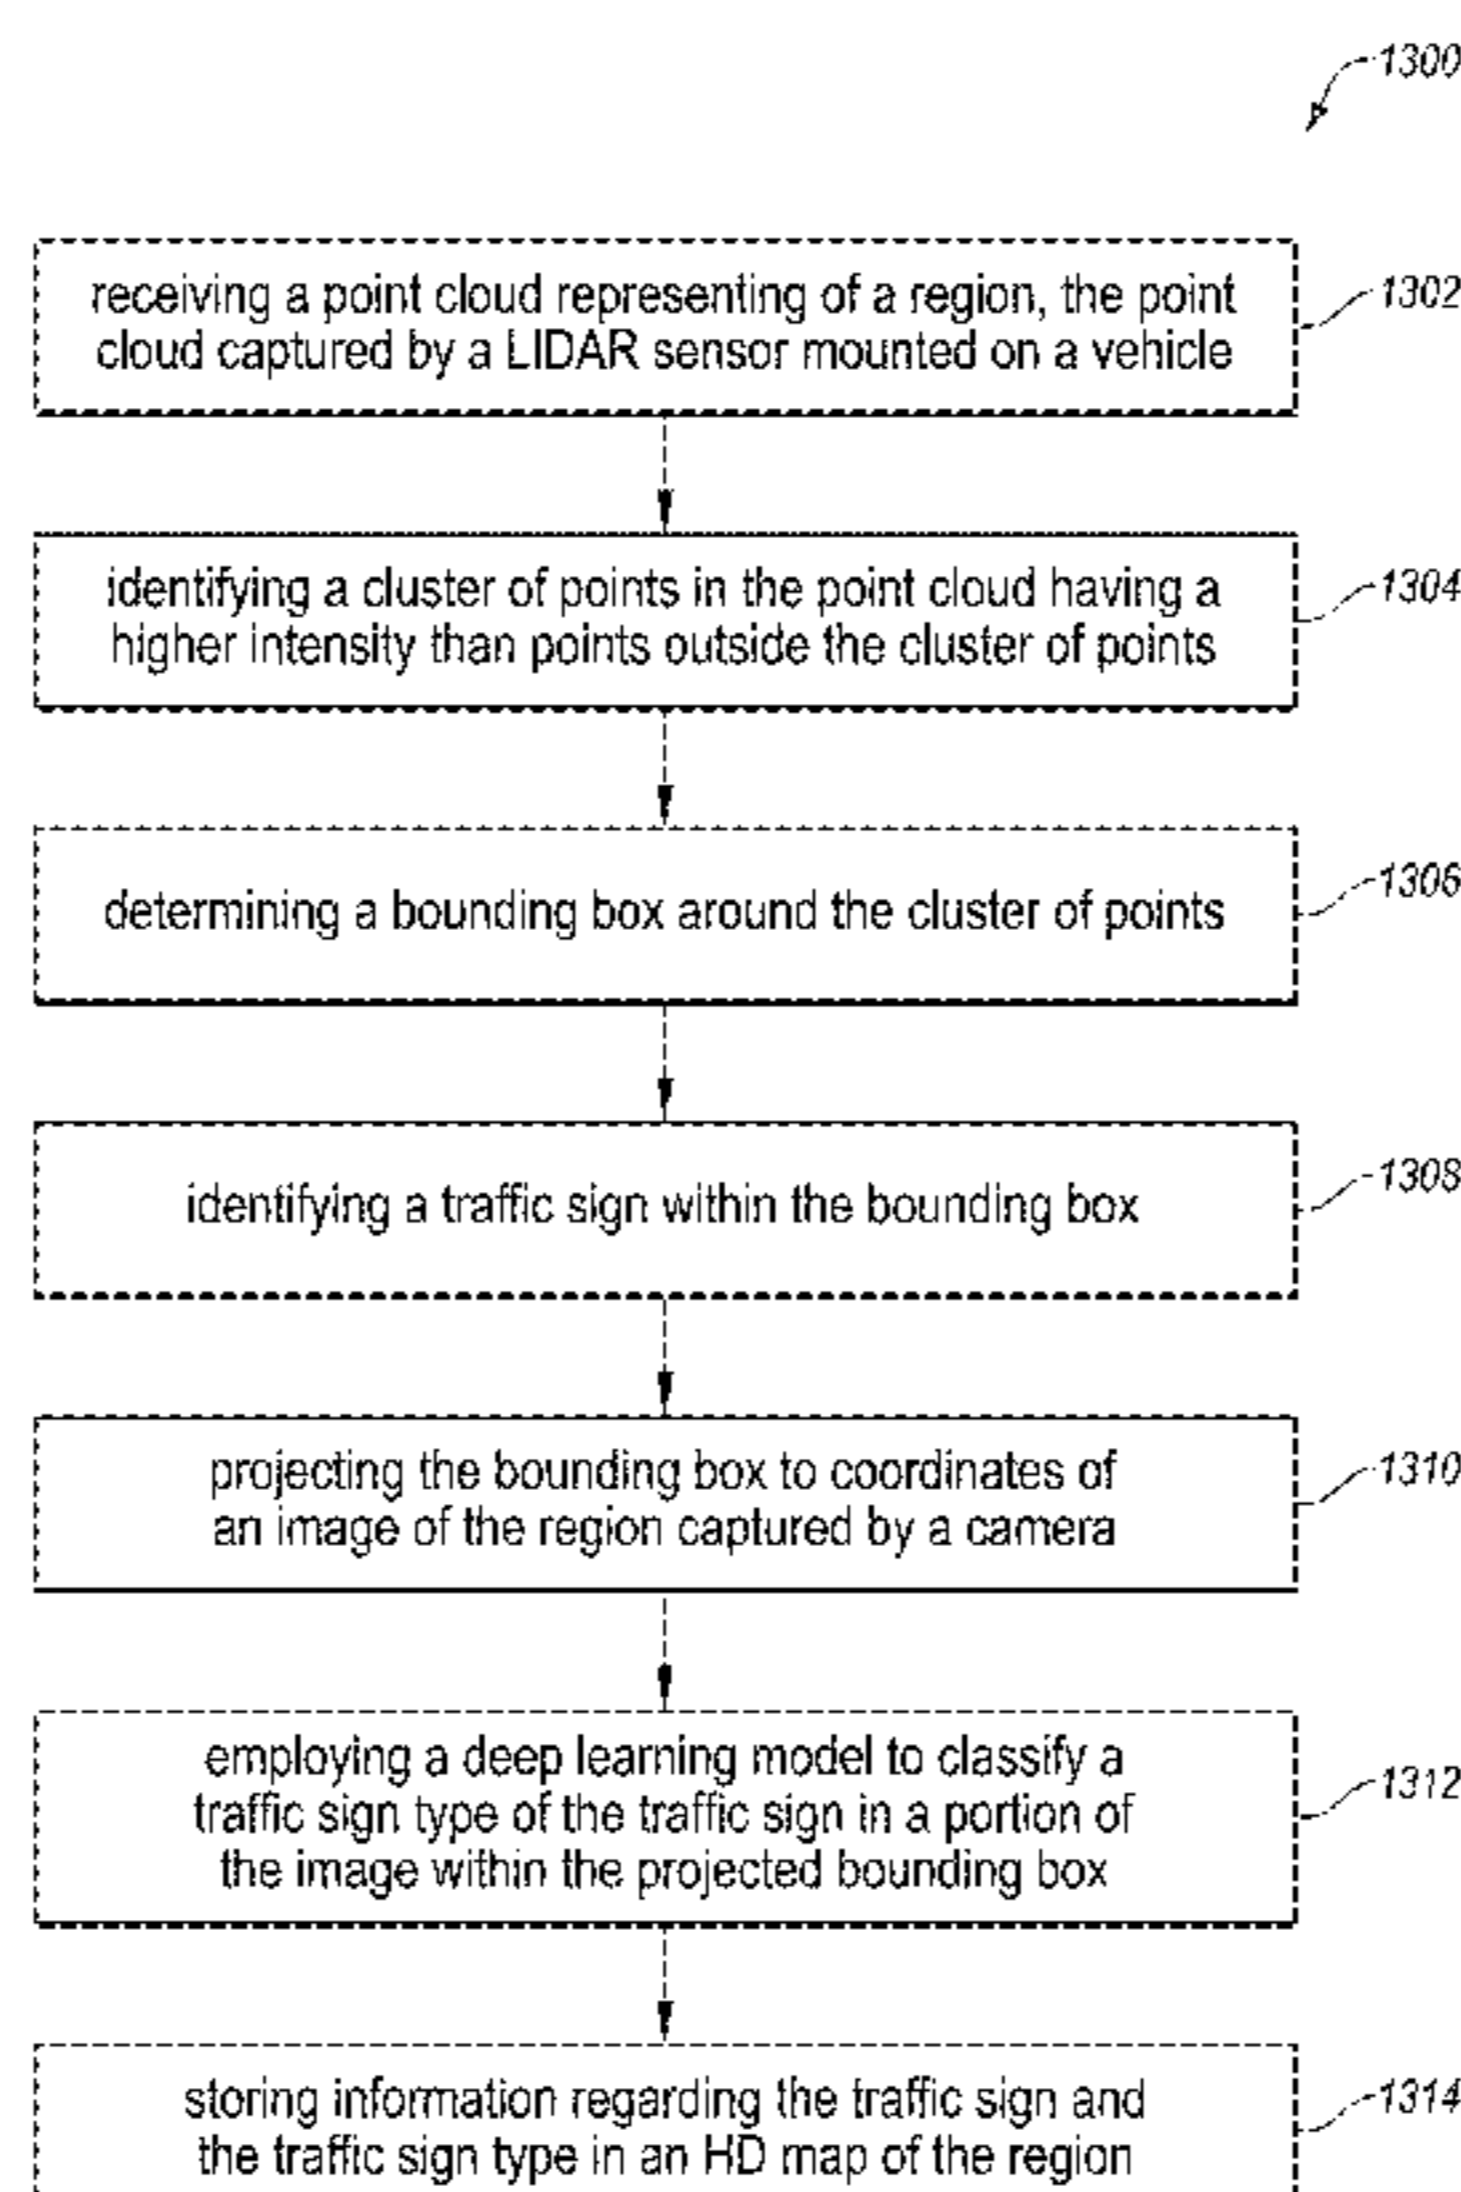 1300
receiving a point cloud representing of a region, the point
cloud captured by a LIDAR sensor mounted on a vehicle
1302
identifying a cluster of points in the point cloud having a
higher intensity than points outside the cluster of points
1304
determining a bounding box around the cluster of points
1306
identifying a traffic sign within the bounding box
1308
projecting the bounding box to coordinates of
an image of the region captured by a camera
1310
employing a deep learning model to classify a
traffic sign type of the traffic sign in a portion of
the image within the projected bounding box
1312
storing information regarding the traffic sign and
the traffic sign type in an HD map of the region
1314